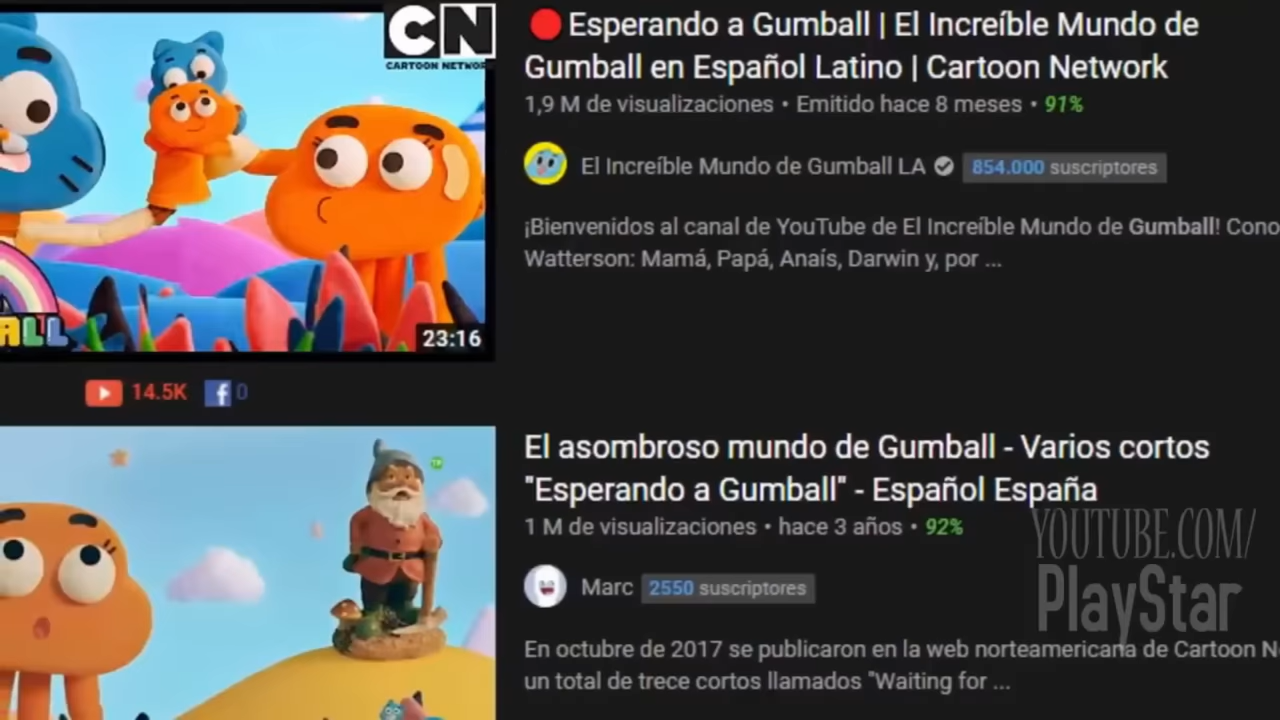 CN
CARTOON NETWORK
ALL
23:16
14.5K
0
Esperando a Gumball | El Increíble Mundo de
Gumball en Español Latino | Cartoon Network
1,9 M de visualizaciones • Emitido hace 8 meses • 91%
El Increíble Mundo de Gumball LA
854.000 suscriptores
¡Bienvenidos al canal de YouTube de El Increíble Mundo de Gumball! Cono
Watterson: Mamá, Papá, Anaís, Darwin y, por ...
El asombroso mundo de Gumball - Varios cortos
"Esperando a Gumball" - Español España
1 M de visualizaciones • hace 3 años • 92%
Marc 2550 suscriptores
En octubre de 2017 se publicaron en la web norteamericana de Cartoon N
un total de trece cortos llamados "Waiting for ...
YOUTUBE.COM/
PlayStar